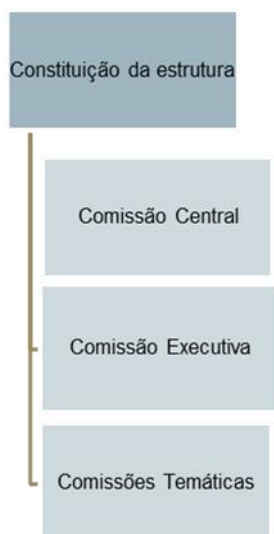 Constituição da estrutura
Comissão Central
Comissão Executiva
Comissões Temáticas